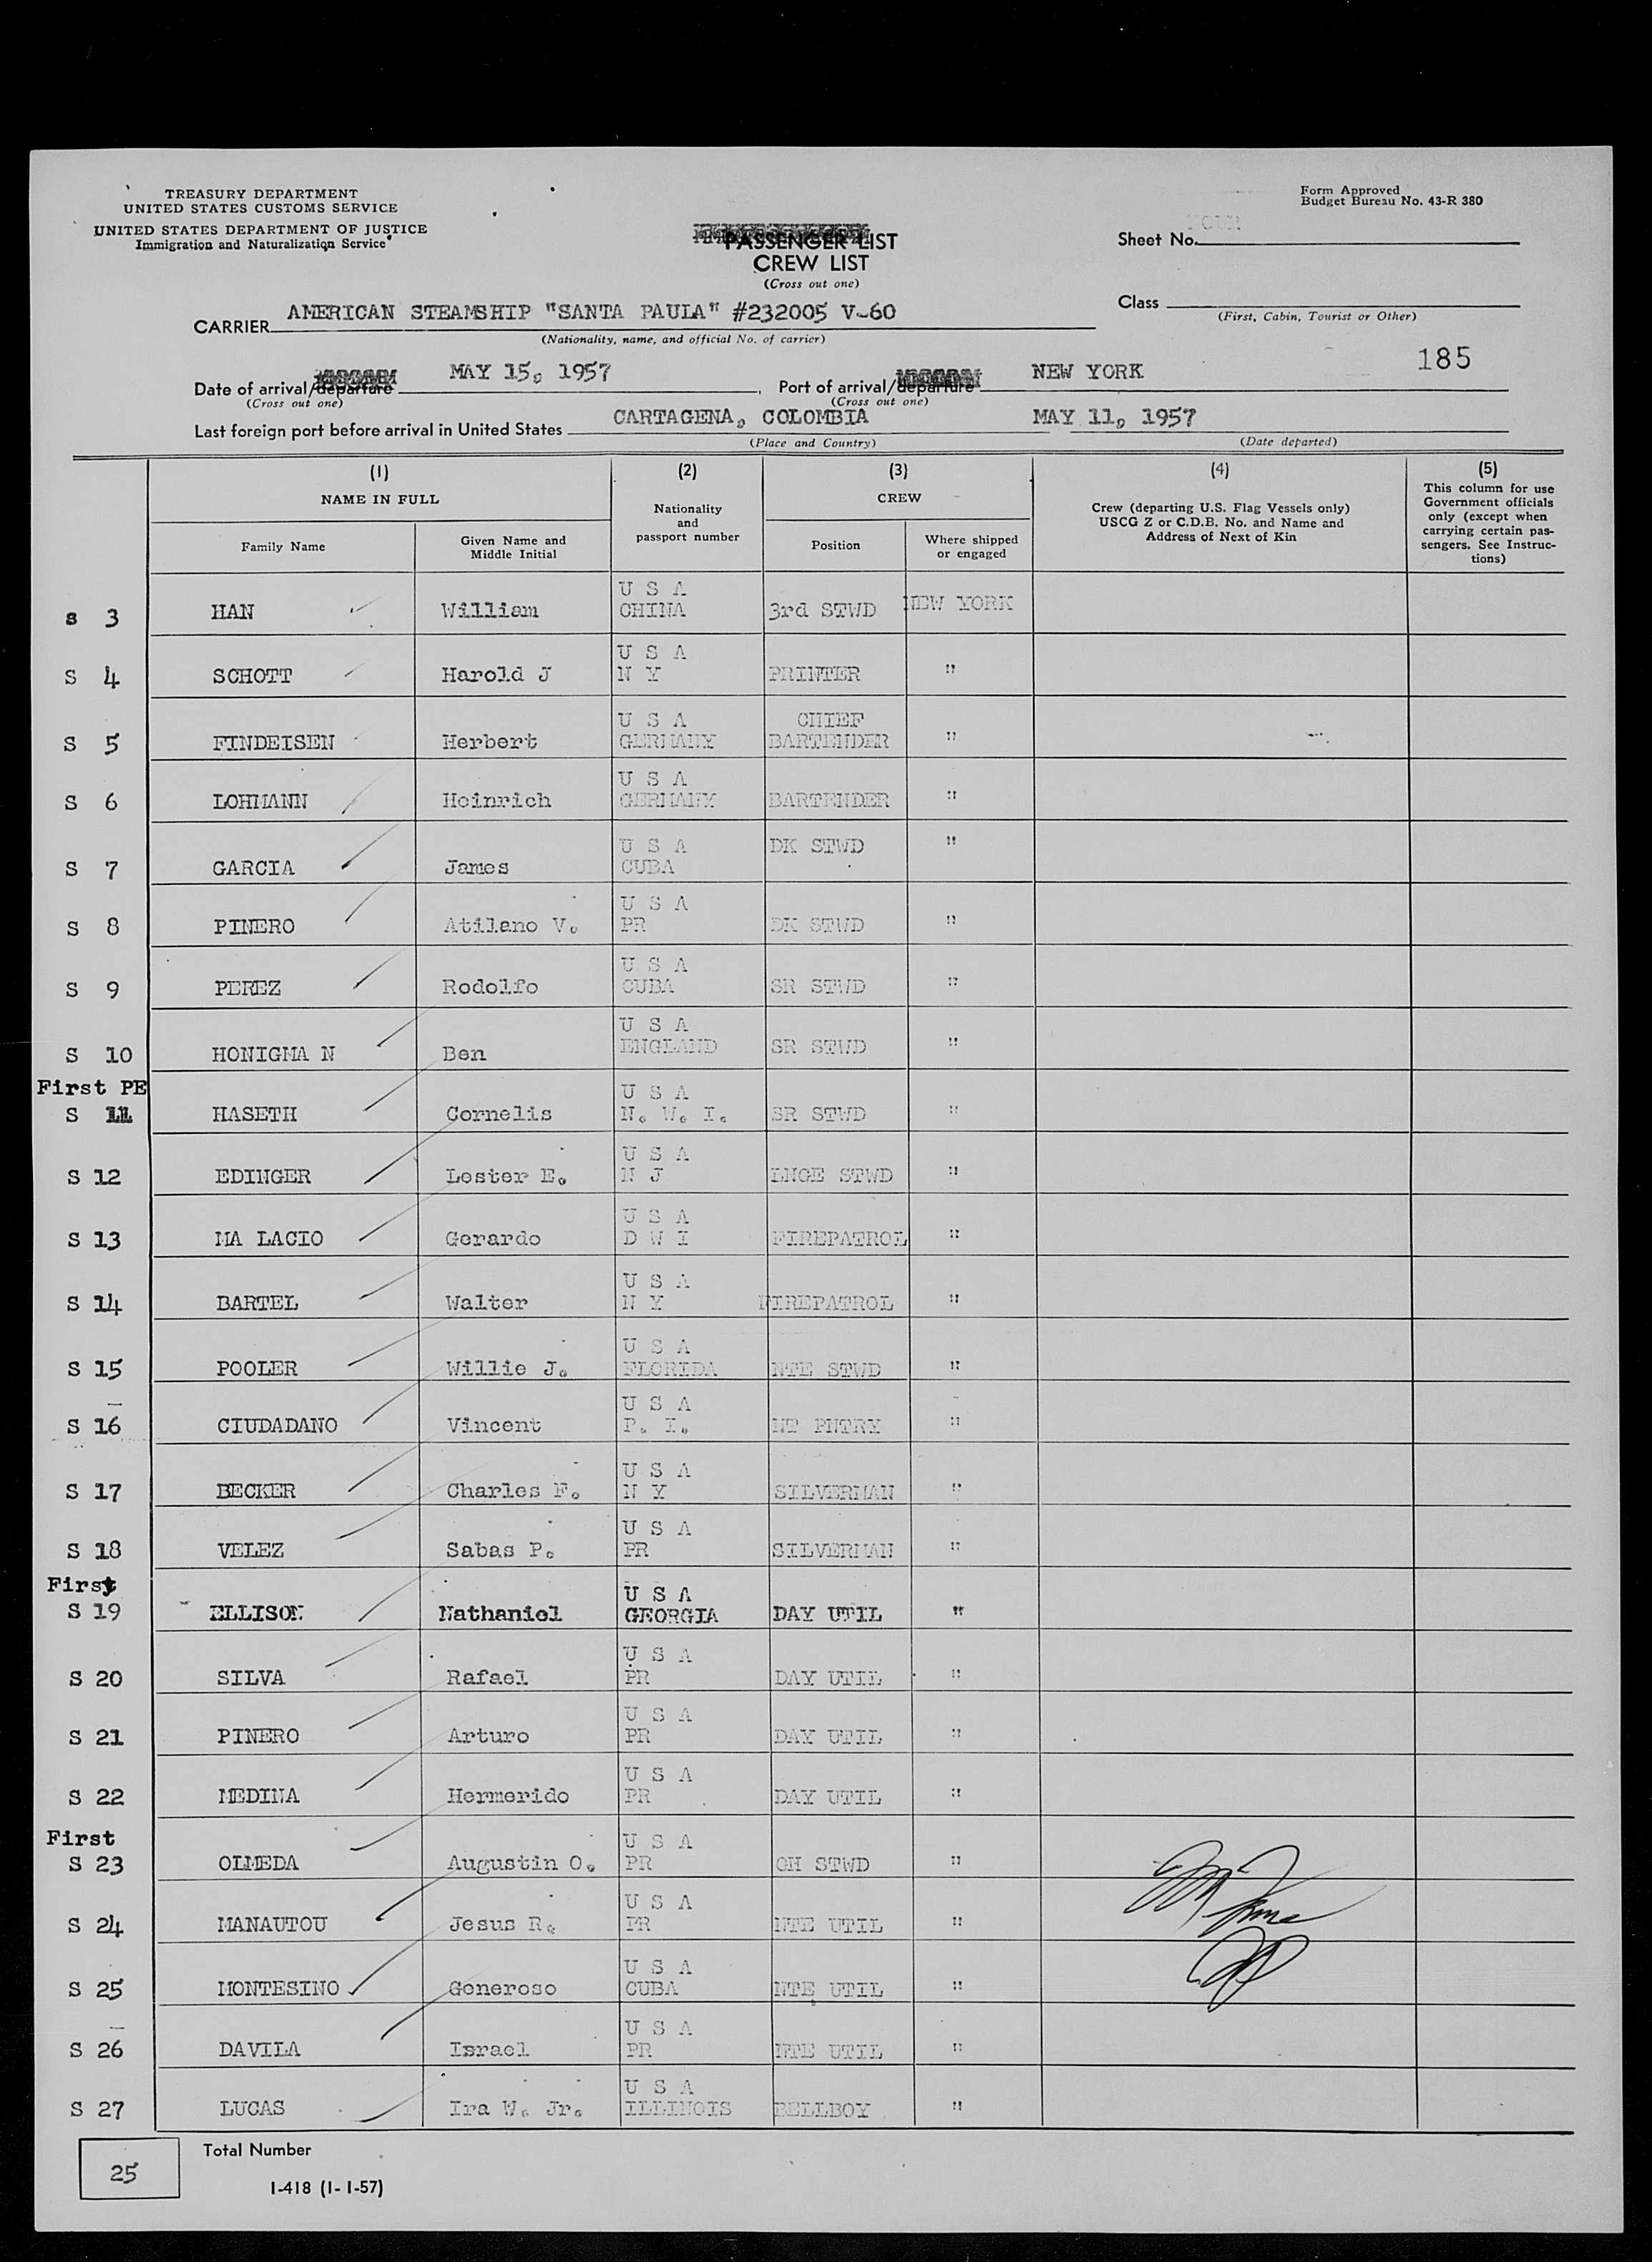 TREASURY DEPARTMENT
UNITED STATES CUSTOMS SERVICE
UNITED STATES DEPARTMENT OF JUSTICE
Immigration and Naturalization Service
Form Approved
Budget Bureau No. 43-R 380
PASSENGER LIST
CREW LIST
(Cross out one)
Sheet No. FOUR
Class
(First, Cabin, Tourist or Other)
CARRIER AMERICAN STEAMSHIP "SANTA PAULA" #232005 V-60
(Nationality, name, and official No. of carrier)
185
Date of arrival/departure MAY 15, 1957 Port of arrival/departure NEW YORK
(Cross out one) (Cross out one)
Last foreign port before arrival in United States CARTAGENA, COLOMBIA MAY 11, 1957
(Place and Country) (Date departed)
(1) (2) (3) (4) (5)
NAME IN FULL
Family Name
Given Name and
Middle Initial
Nationality
and
passport number
CREW
Position
Where shipped
or engaged
Crew (departing U.S. Flag Vessels only)
USCG Z or C.D.B. No. and Name and
Address of Next of Kin
This column for use
Government officials
only (except when
carrying certain pas-
sengers. See Instruc-
tions)
U S A
s 3 HAN William CHINA 3rd STWD NEW YORK
U S A
S 4 SCHOTT Harold J N Y PRINTER "
U S A CHIEF
S 5 FINDEISEN Herbert GERMANY BARTENDER "
U S A
S 6 LOHMANN Heinrich GERMANY BARTENDER "
U S A DK STWD "
S 7 GARCIA James CUBA
U S A
S 8 PINERO Atilano V. PR DK STWD "
U S A
S 9 PEREZ Rodolfo CUBA SR STWD "
U S A
S 10 HONIGMA N Ben ENGLAND SR STWD "
First PE U S A
S 11 HASETH Cornelis N. W. I. SR STWD "
U S A
S 12 EDINGER Lester E. N J LNGE STWD "
U S A
S 13 MA LACIO Gerardo D W I FIREPATROL "
U S A
S 14 BARTEL Walter N Y FIREPATROL "
U S A
S 15 POOLER Willie J. FLORIDA NTE STWD "
U S A
S 16 CIUDADANO Vincent P. I. NT PNTRY "
U S A
S 17 BECKER Charles F. N Y SILVERMAN "
U S A
S 18 VELEZ Sabas P. PR SILVERMAN "
First U S A
S 19 ELLISON Nathaniel GEORGIA DAY UTIL "
U S A
S 20 SILVA Rafael PR DAY UTIL "
U S A
S 21 PINERO Arturo PR DAY UTIL "
U S A
S 22 MEDINA Hermerido PR DAY UTIL "
First U S A
S 23 OLMEDA Augustin O. PR OH STWD "
U S A
S 24 MANAUTOU Jesus R. PR NTE UTIL "
U S A
S 25 MONTESINO Generoso CUBA NTE UTIL "
U S A
S 26 DAVILA Israel PR NTE UTIL "
U S A
S 27 LUCAS Ira W. Jr. ILLINOIS BELLBOY "
25
Total Number
I-418 (1-1-57)